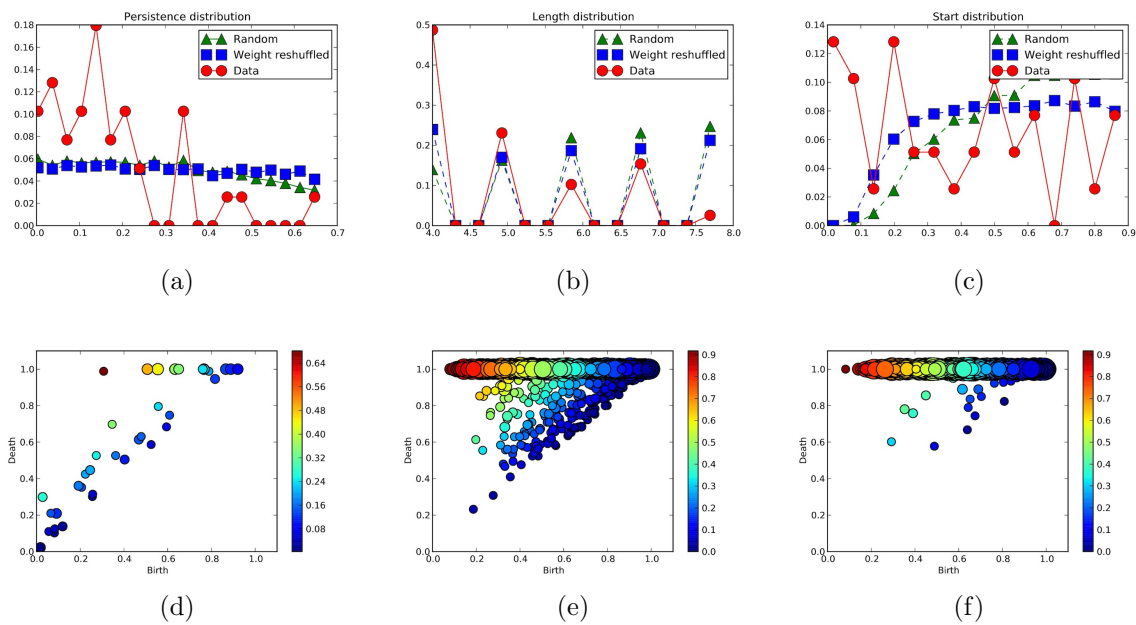 Persistence distribution
0.18
0.16
0.14
0.12
0.10
0.08
0.06
0.04
0.02
0.00
0.0 0.1 0.2 0.3 0.4 0.5 0.6 0.7
Random
Weight reshuffled
Data
(a)
Length distribution
0.5
0.4
0.3
0.2
0.1
0.0
4.0 4.5 5.0 5.5 6.0 6.5 7.0 7.5 8.0
Random
Weight reshuffled
Data
(b)
Start distribution
0.14
0.12
0.10
0.08
0.06
0.04
0.02
0.00
0.0 0.1 0.2 0.3 0.4 0.5 0.6 0.7 0.8 0.9
Random
Weight reshuffled
Data
(c)
Death
1.0
0.8
0.6
0.4
0.2
0.0
0.0 0.2 0.4 0.6 0.8 1.0
Birth
0.64
0.56
0.48
0.40
0.32
0.24
0.16
0.08
(d)
Death
1.0
0.8
0.6
0.4
0.2
0.0
0.0 0.2 0.4 0.6 0.8 1.0
Birth
0.9
0.8
0.7
0.6
0.5
0.4
0.3
0.2
0.1
0.0
(e)
Death
1.0
0.8
0.6
0.4
0.2
0.0
0.0 0.2 0.4 0.6 0.8 1.0
Birth
0.9
0.8
0.7
0.6
0.5
0.4
0.3
0.2
0.1
0.0
(f)